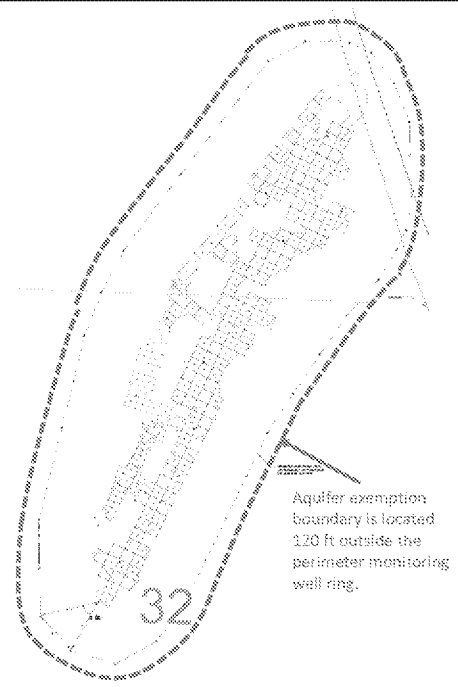 32
Aquifer exemption
boundary is located
120 ft outside the
perimeter monitoring
well ring.